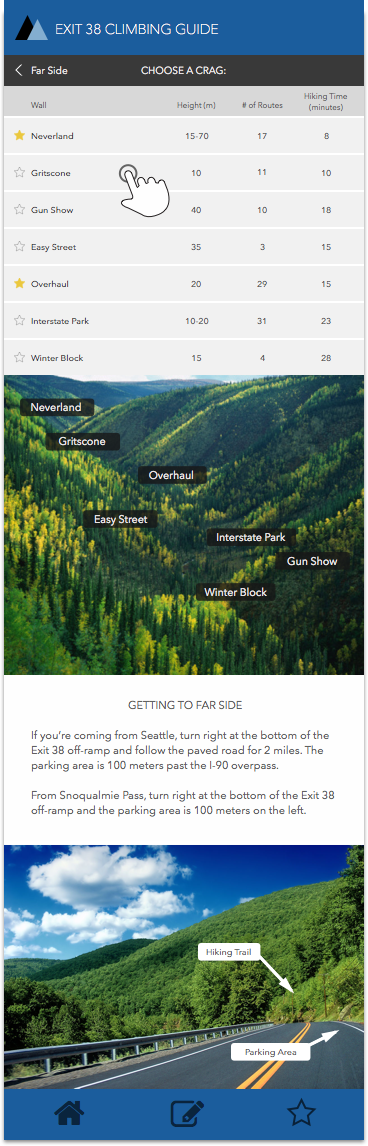 EXIT 38 CLIMBING GUIDE
Far Side CHOOSE A CRAG:
Wall Height (m) # of Routes Hiking Time (minutes)
Neverland 15-70 17 8
Gritscone 10 11 10
Gun Show 40 10 18
Easy Street 35 3 15
Overhaul 20 29 15
Interstate Park 10-20 31 23
Winter Block 15 4 28
Neverland
Gritscone
Overhaul
Easy Street
Interstate Park
Gun Show
Winter Block
GETTING TO FAR SIDE
If you're coming from Seattle, turn right at the bottom of the
Exit 38 off-ramp and follow the paved road for 2 miles. The
parking area is 100 meters past the I-90 overpass.
From Snoqualmie Pass, turn right at the bottom of the Exit 38
off-ramp and the parking area is 100 meters on the left.
Hiking Trail
Parking Area